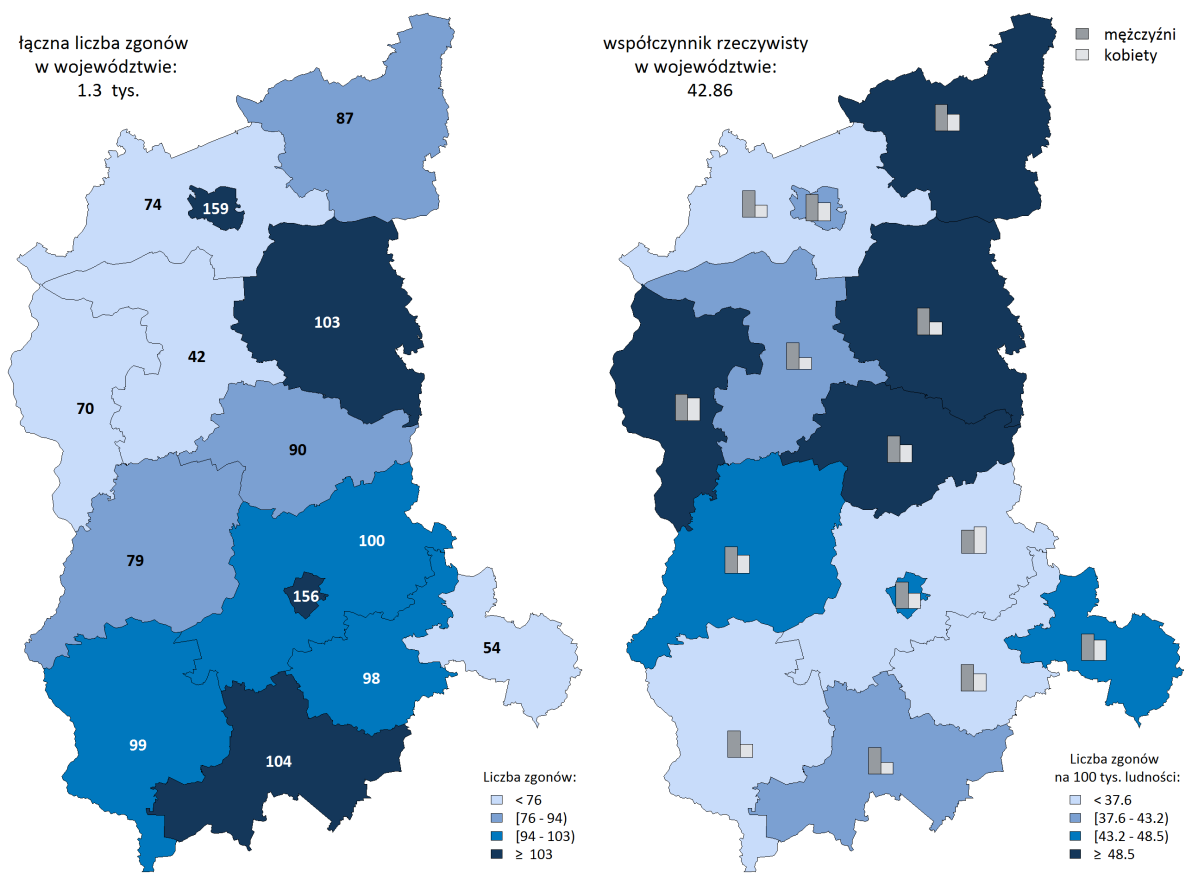 łączna liczba zgonów
w województwie:
1.3 tys.
87
74
159
103
42
70
90
79
100
156
54
98
99
104
Liczba zgonów:
< 76
[76 - 94)
[94 - 103)
≥ 103
współczynnik rzeczywisty
w województwie:
42.86
mężczyźni
kobiety
Liczba zgonów
na 100 tys. ludności:
< 37.6
[37.6 - 43.2)
[43.2 - 48.5)
≥ 48.5